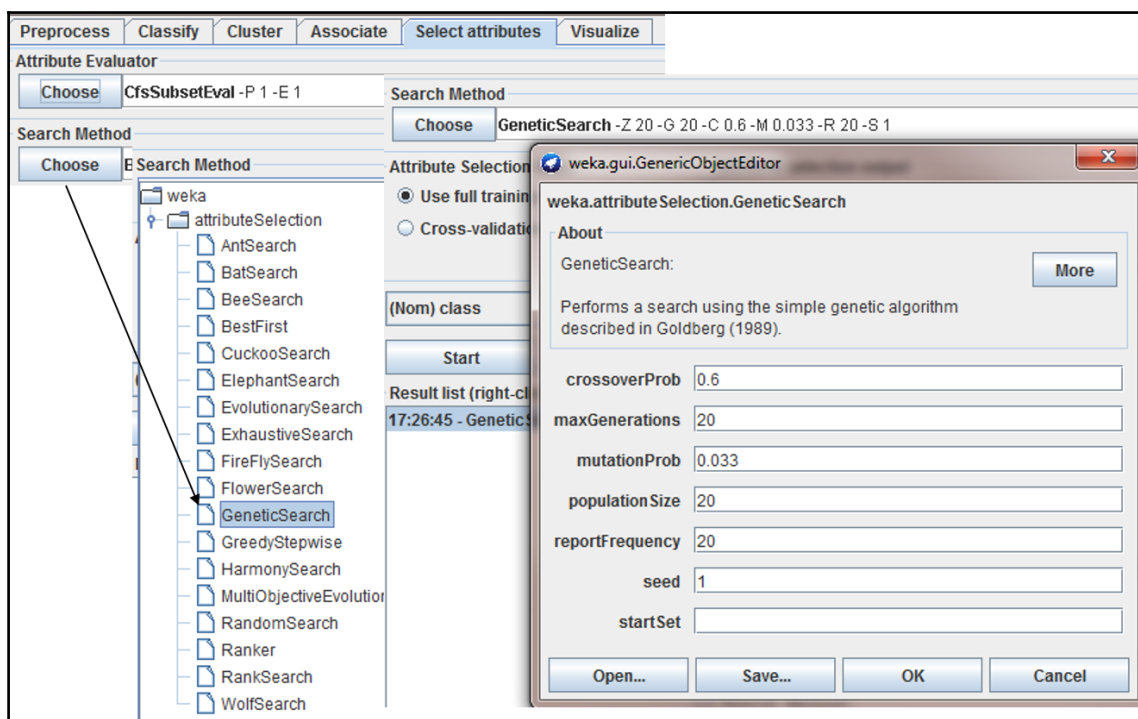 Preprocess Classify Cluster Associate Select attributes Visualize
Attribute Evaluator
Choose CfsSubsetEval -P 1 -E 1
Search Method
Choose
Search Method
weka
attributeSelection
AntSearch
BatSearch
BeeSearch
BestFirst
CuckooSearch
ElephantSearch
EvolutionarySearch
ExhaustiveSearch
FireFlySearch
FlowerSearch
GeneticSearch
GreedyStepwise
HarmonySearch
MultiObjectiveEvolution
RandomSearch
Ranker
RankSearch
WolfSearch
Search Method
Choose GeneticSearch -Z 20 -G 20 -C 0.6 -M 0.033 -R 20 -S 1
Attribute Selection
Use full trainin
Cross-validatio
(Nom) class
Start
Result list (right-cl
17:26:45 - Genetic
weka.gui.GenericObjectEditor
weka.attributeSelection.GeneticSearch
About
GeneticSearch:
More
Performs a search using the simple genetic algorithm
described in Goldberg (1989).
crossoverProb 0.6
maxGenerations 20
mutationProb 0.033
populationSize 20
reportFrequency 20
seed 1
startSet
Open... Save... OK Cancel